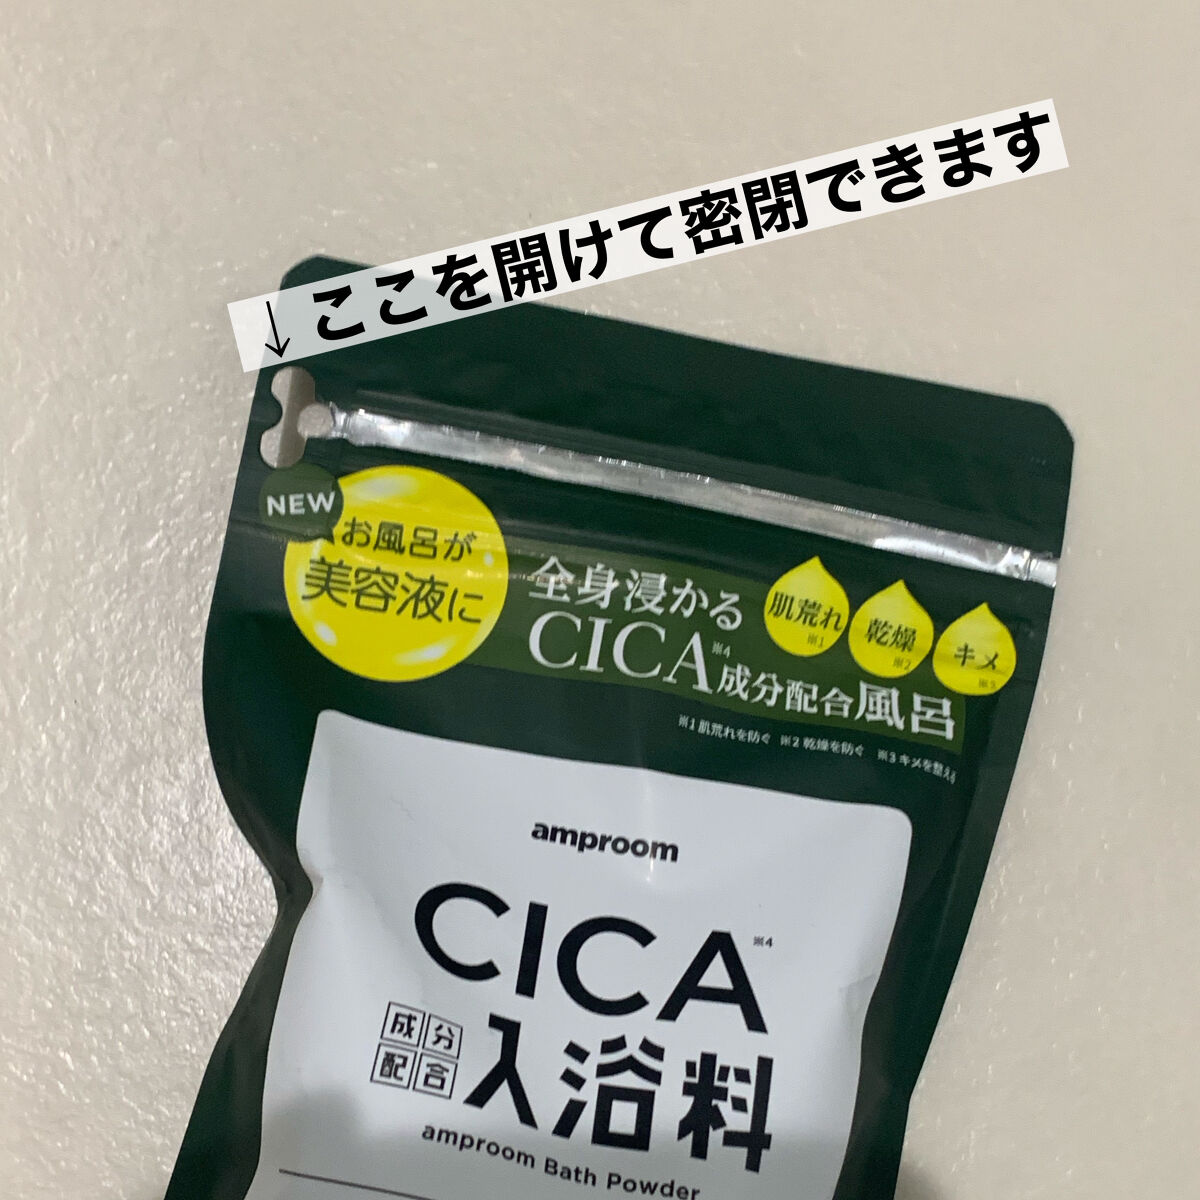 ↓ここを開けて密閉できます
NEW
お風呂が
美容液に
全身浸かる
CICA※4成分配合風呂
肌荒れ
※1
乾燥
※2
キメ
※3
※1 肌荒れを防ぐ ※2 乾燥を防ぐ ※3 キメを整える
amproom
CICA※4
成分
配合
入浴料
amproom Bath Powder